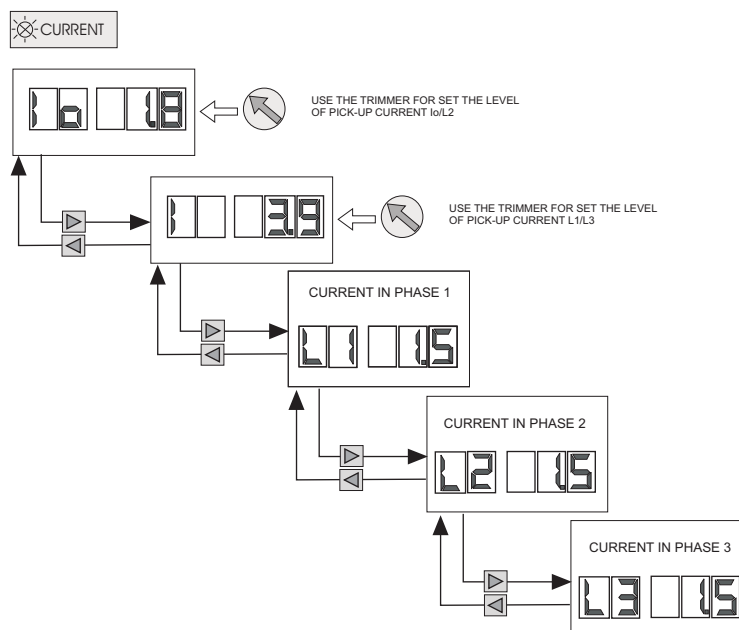 CURRENT
Io 1.8
USE THE TRIMMER FOR SET THE LEVEL
OF PICK-UP CURRENT Io/L2
I 3.9
USE THE TRIMMER FOR SET THE LEVEL
OF PICK-UP CURRENT L1/L3
CURRENT IN PHASE 1
L1 1.5
CURRENT IN PHASE 2
L2 1.5
CURRENT IN PHASE 3
L3 1.5